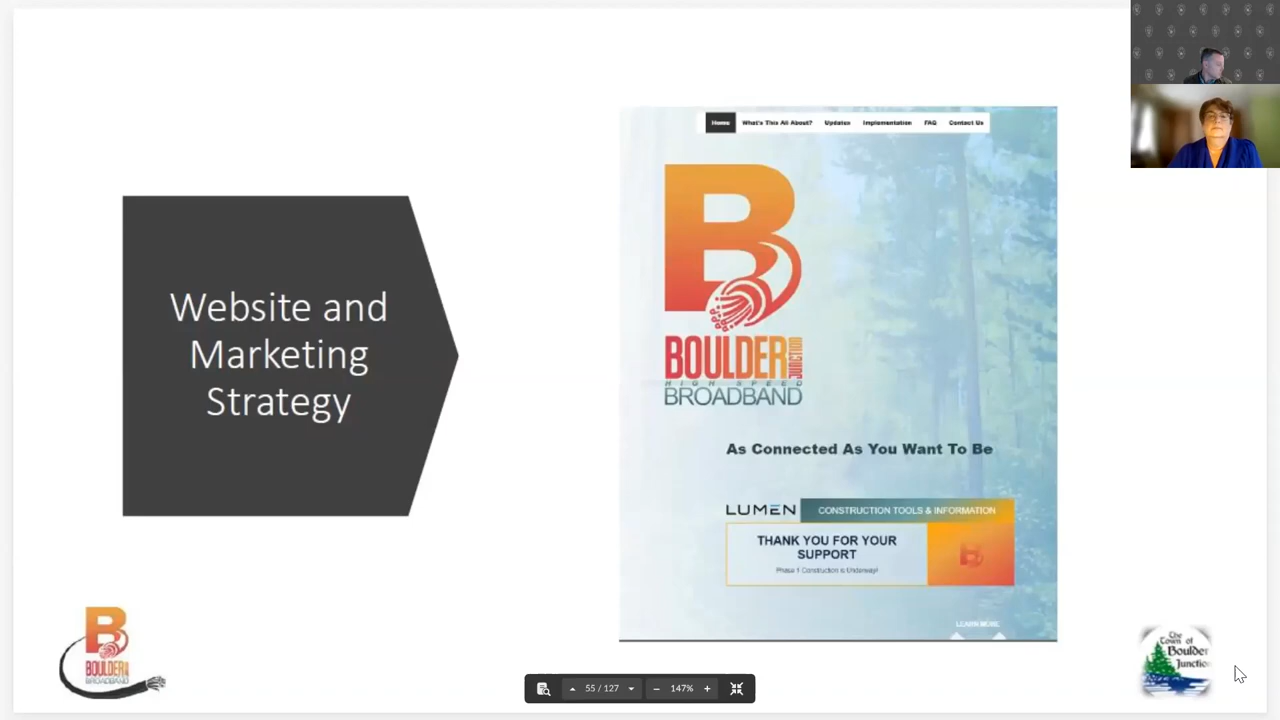 Website and
Marketing
Strategy
Home What's This All About? Updates Implementation FAQ Contact Us
B
BOULDER JUNCTION
HIGH SPEED
BROADBAND
As Connected As You Want To Be
LUMEN CONSTRUCTION TOOLS & INFORMATION
THANK YOU FOR YOUR
SUPPORT
Phase 1 Construction is Underway!
LEARN MORE
B
BOULDER
BROADBAND
The
Town of
Boulder
Junction
55 / 127
147%